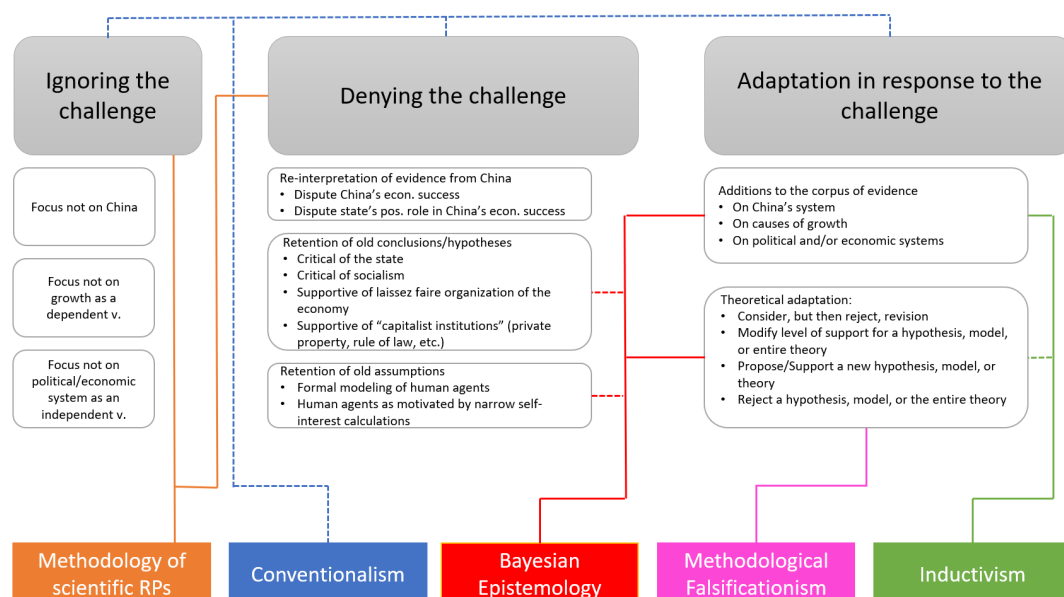 Ignoring the
challenge
Denying the challenge
Adaptation in response to the
challenge
Focus not on China
Focus not on
growth as a
dependent v.
Focus not on
political/economic
system as an
independent v.
Re-interpretation of evidence from China
• Dispute China's econ. success
• Dispute state's pos. role in China's econ. success
Retention of old conclusions/hypotheses
• Critical of the state
• Critical of socialism
• Supportive of laissez faire organization of the
economy
• Supportive of “capitalist institutions” (private
property, rule of law, etc.)
Retention of old assumptions
• Formal modeling of human agents
• Human agents as motivated by narrow self-
interest calculations
Additions to the corpus of evidence
• On China's system
• On causes of growth
• On political and/or economic systems
Theoretical adaptation:
• Consider, but then reject, revision
• Modify level of support for a hypothesis, model,
or entire theory
• Propose/Support a new hypothesis, model, or
theory
• Reject a hypothesis, model, or the entire theory
Methodology of
scientific RPs
Conventionalism
Bayesian
Epistemology
Methodological
Falsificationism
Inductivism